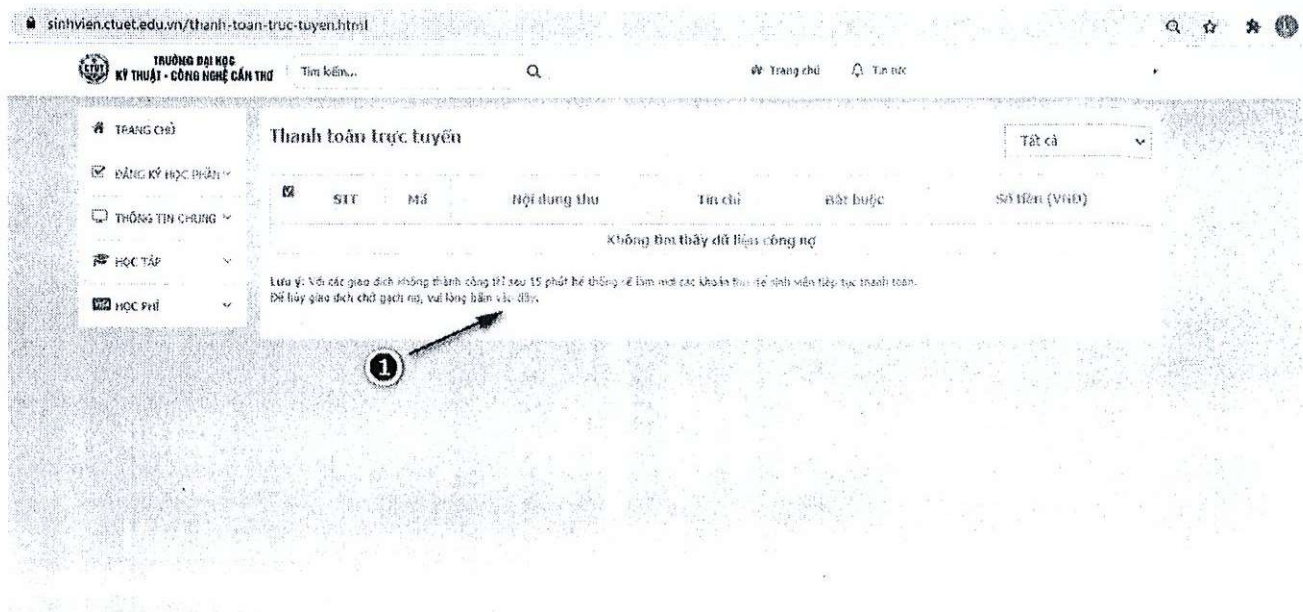 sinhvien.ctuet.edu.vn/thanh-toan-truc-tuyen.html
CTUT
TRƯỜNG ĐẠI HỌC
KỸ THUẬT - CÔNG NGHỆ CẦN THƠ
Tìm kiếm...
Trang chủ
Tin tức
TRANG CHỦ
ĐĂNG KÝ HỌC PHẦN
THÔNG TIN CHUNG
HỌC TẬP
VISA HỌC PHÍ
Thanh toán trực tuyến
Tất cả
STT Mã Nội dung thu Tín chỉ Bắt buộc Số tiền (VNĐ)
Không tìm thấy dữ liệu công nợ
Lưu ý: Với các giao dịch không thành công thì sau 15 phút hệ thống sẽ làm mới các khoản thu để sinh viên tiếp tục thanh toán.
Để hủy giao dịch chờ gạch nợ, vui lòng bấm vào đây.
1